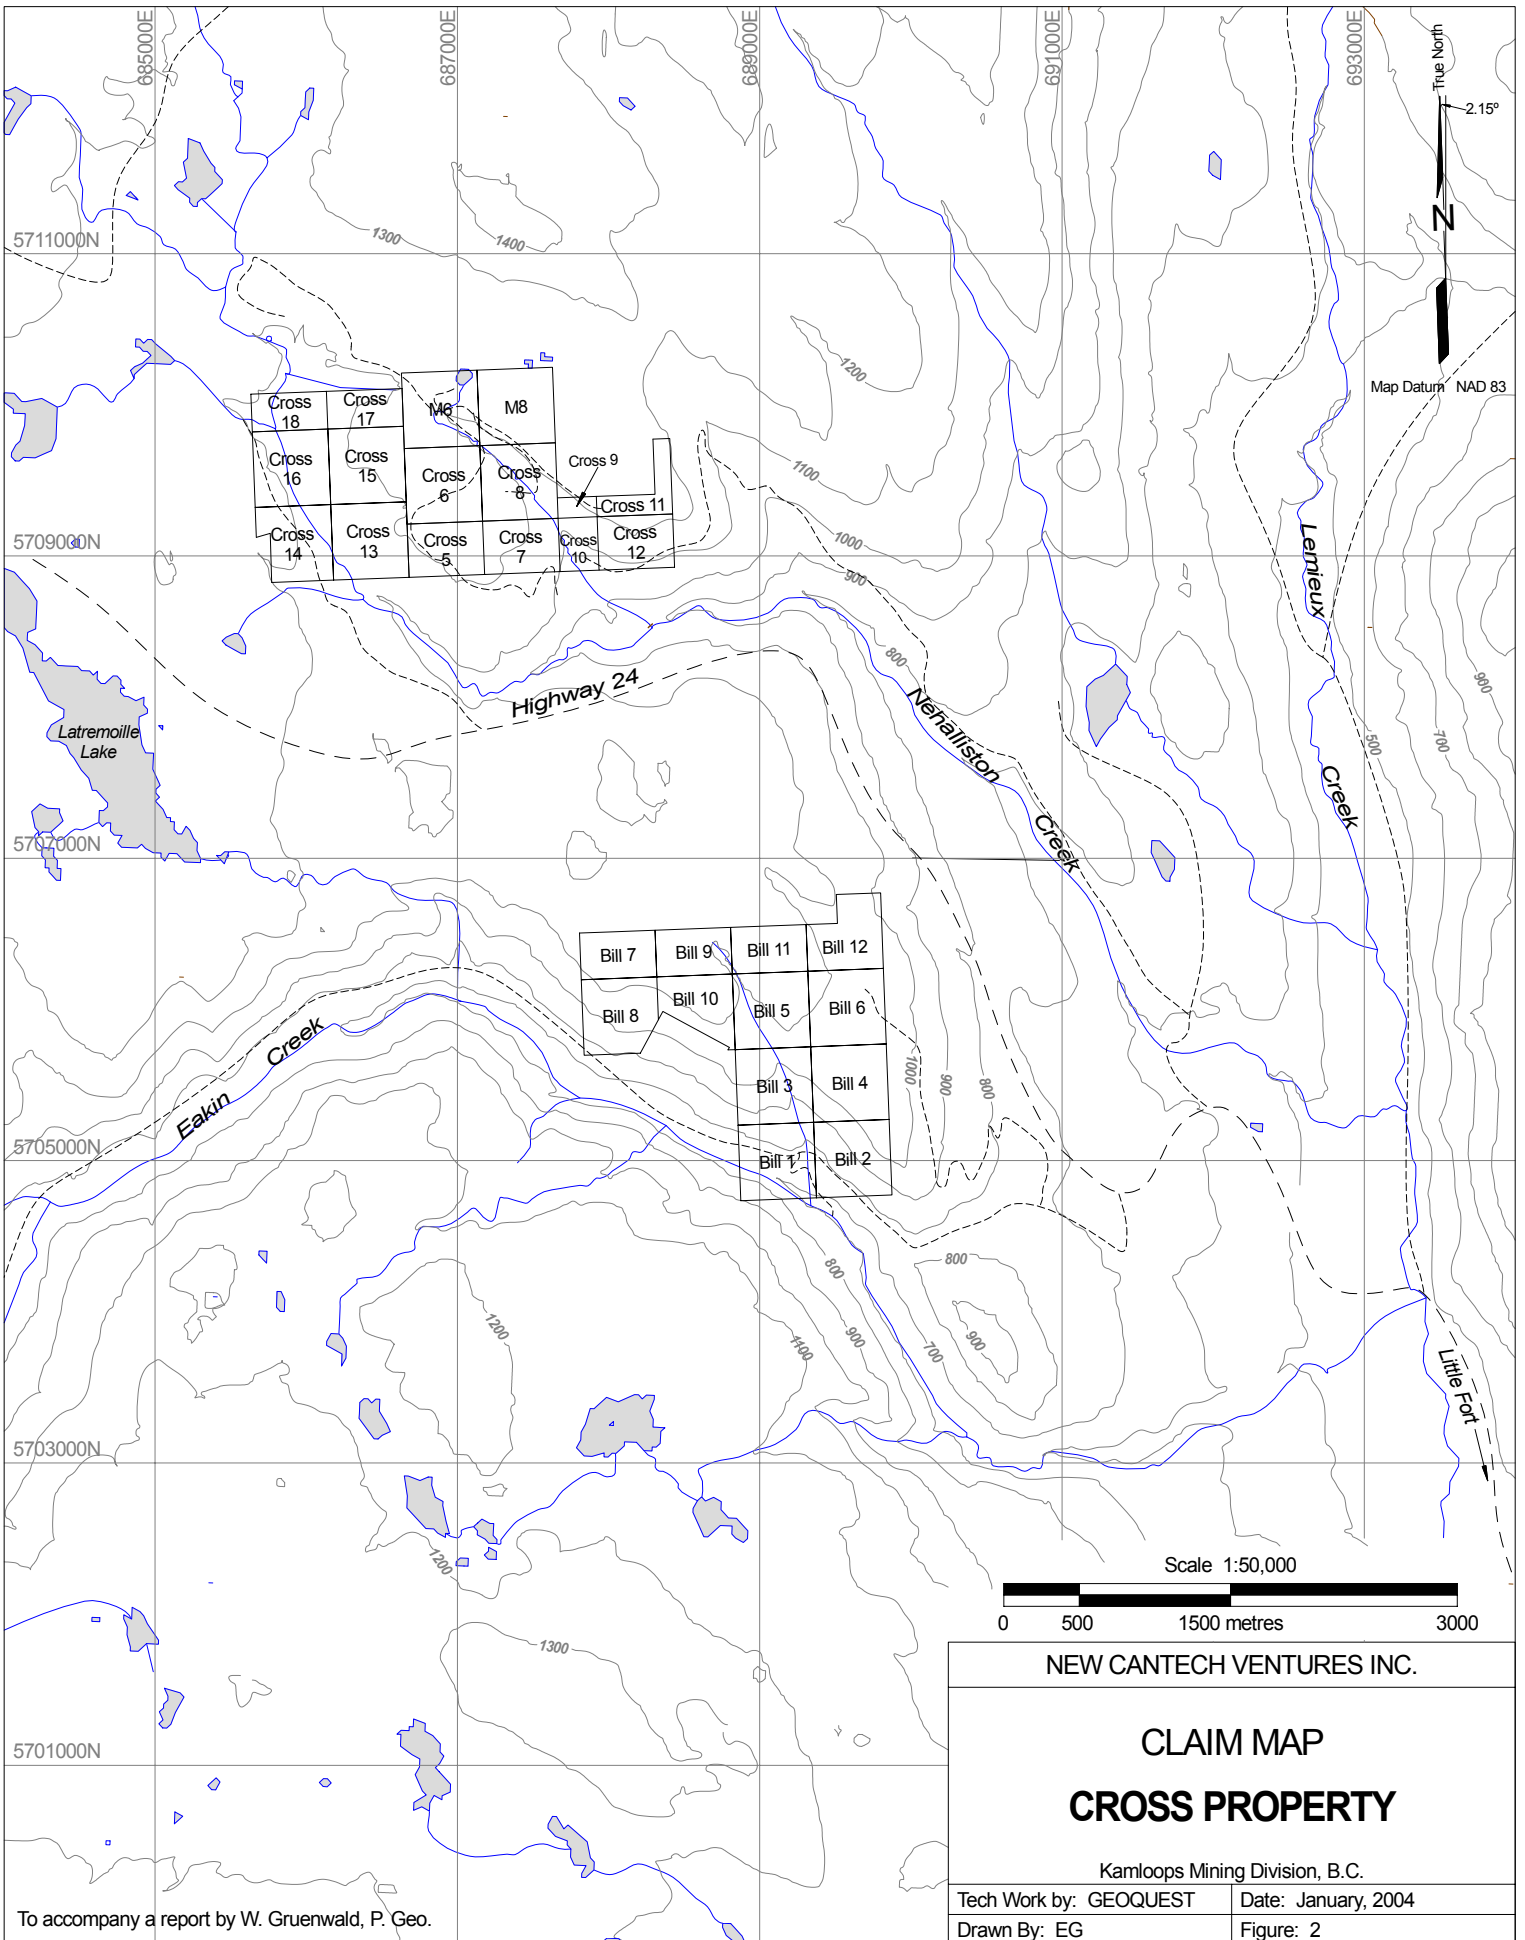 685000E
687000E
689000E
691000E
693000E
True North
2.15º
N
Map Datum NAD 83
5711000N
1300
1400
1200
1100
1000
900
800
Cross
18
Cross
17
M6
M8
Cross
16
Cross
15
Cross
6
Cross
8
Cross 9
Cross 11
Cross
14
Cross
13
Cross
5
Cross
7
Cross
10
Cross
12
5709000N
Lemieux
Creek
Highway 24
Nehalliston
Creek
900
500
700
Latremoille
Lake
5707000N
Bill 7
Bill 9
Bill 11
Bill 12
Bill 8
Bill 10
Bill 5
Bill 6
Bill 3
Bill 4
Bill 1
Bill 2
1000
900
800
Eakin
Creek
5705000N
800
800
900
700
900
1100
1200
Little Fort
5703000N
1200
1300
5701000N
Scale 1:50,000
0 500 1500 metres 3000
NEW CANTECH VENTURES INC.
CLAIM MAP
CROSS PROPERTY
Kamloops Mining Division, B.C.
Tech Work by: GEOQUEST
Date: January, 2004
Drawn By: EG
Figure: 2
To accompany a report by W. Gruenwald, P. Geo.